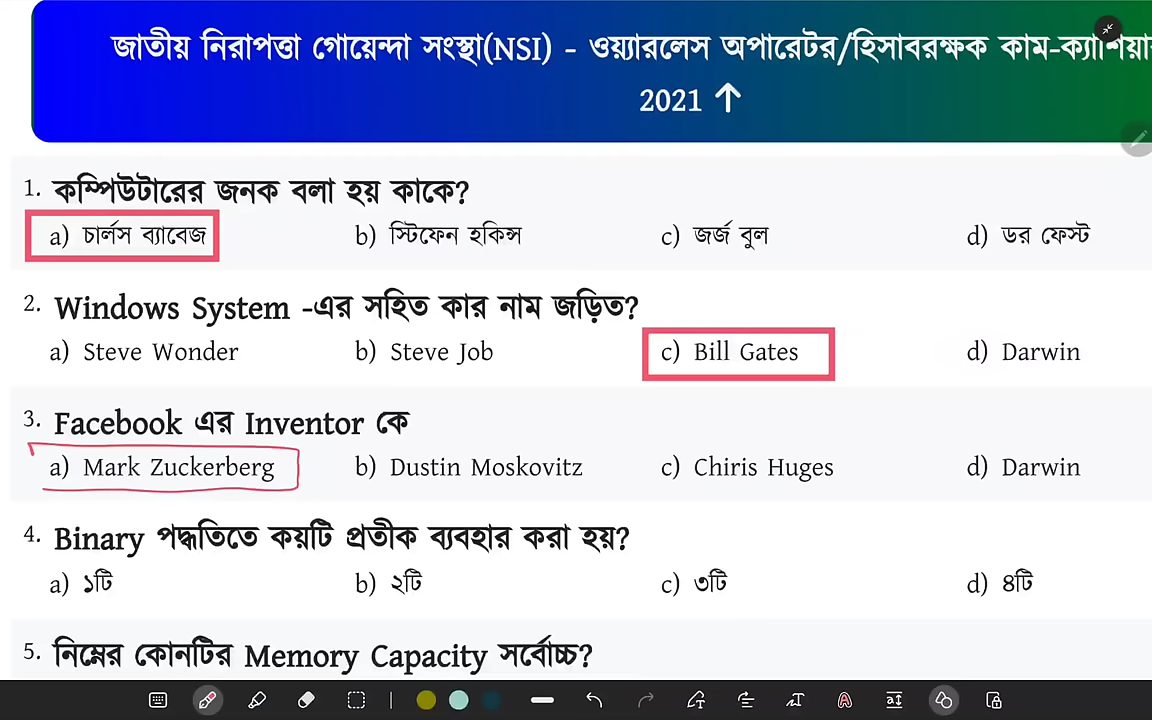 জাতীয় নিরাপত্তা গোয়েন্দা সংস্থা(NSI) - ওয়্যারলেস অপারেটর/হিসাবরক্ষক কাম-ক্যাশিয়া
2021 ↑
1. কম্পিউটারের জনক বলা হয় কাকে?
a) চার্লস ব্যাবেজ b) স্টিফেন হকিন্স c) জর্জ বুল d) ডর ফেস্ট
2. Windows System -এর সহিত কার নাম জড়িত?
a) Steve Wonder b) Steve Job c) Bill Gates d) Darwin
3. Facebook এর Inventor কে
a) Mark Zuckerberg b) Dustin Moskovitz c) Chiris Huges d) Darwin
4. Binary পদ্ধতিতে কয়টি প্রতীক ব্যবহার করা হয়?
a) ১টি b) ২টি c) ৩টি d) ৪টি
5. নিম্নের কোনটির Memory Capacity সর্বোচ্চ?